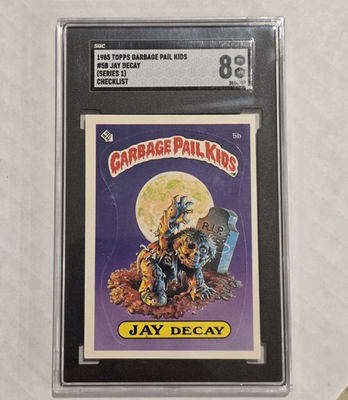 SGC
1985 TOPPS GARBAGE PAIL KIDS
#5B JAY DECAY
(SERIES 1)
CHECKLIST
8
5b
GARBAGE PAIL KIDS
R.I.P.
JAY DECAY